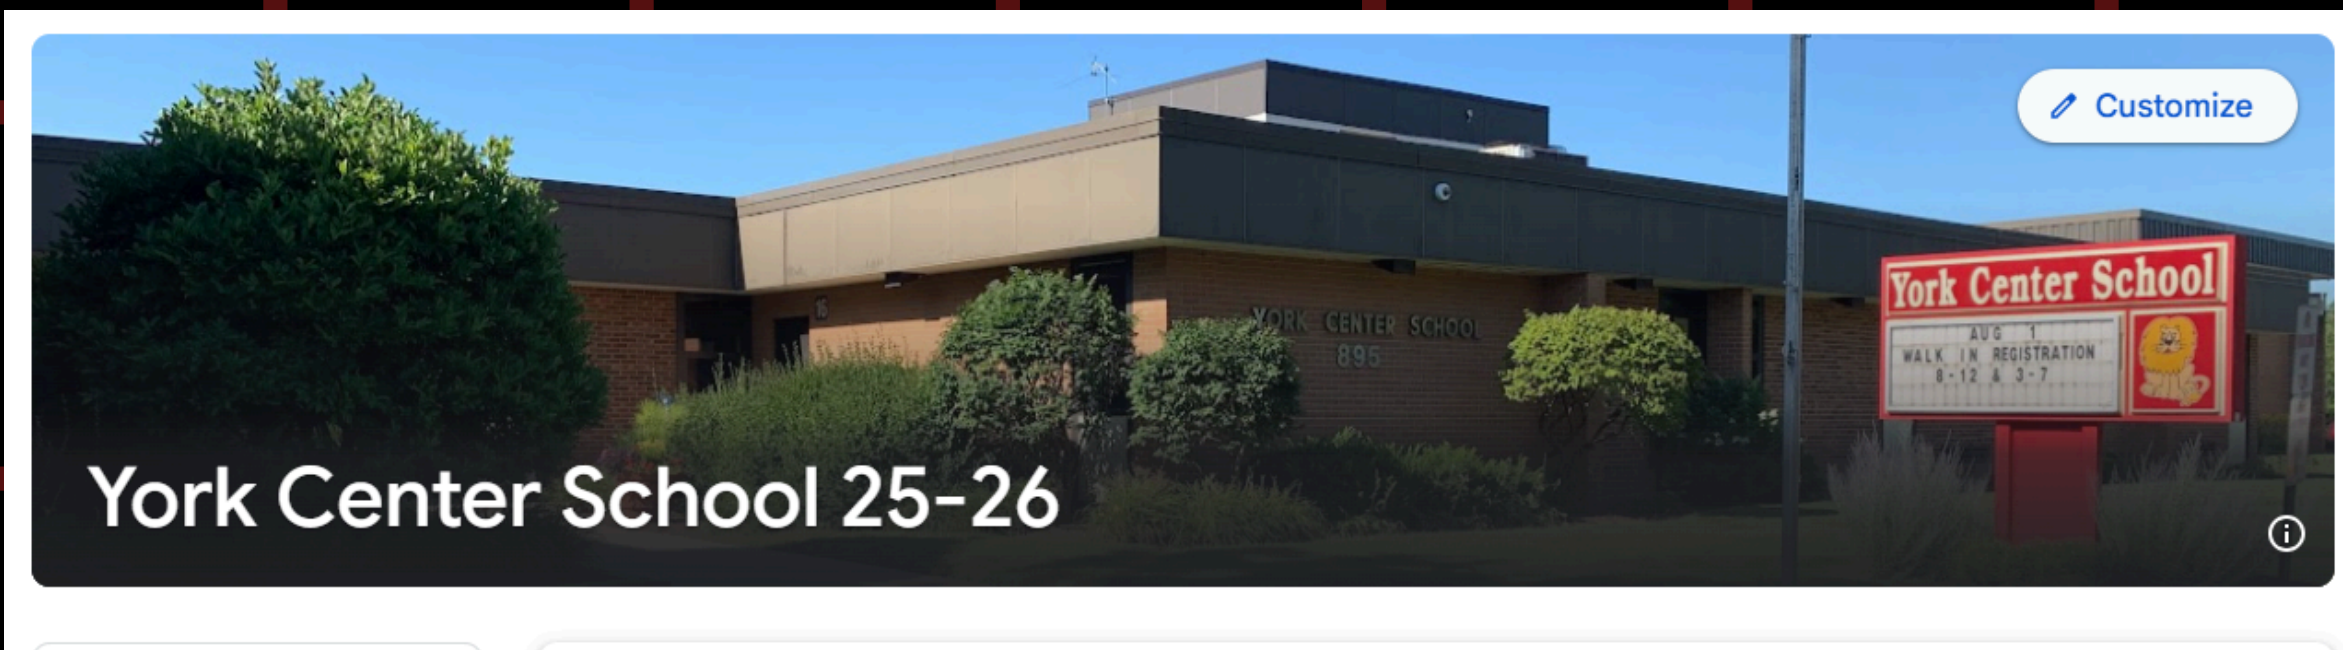 Customize
York Center School
AUG 1
WALK IN REGISTRATION
8-12 & 3-7
16
YORK CENTER SCHOOL
895
York Center School 25-26